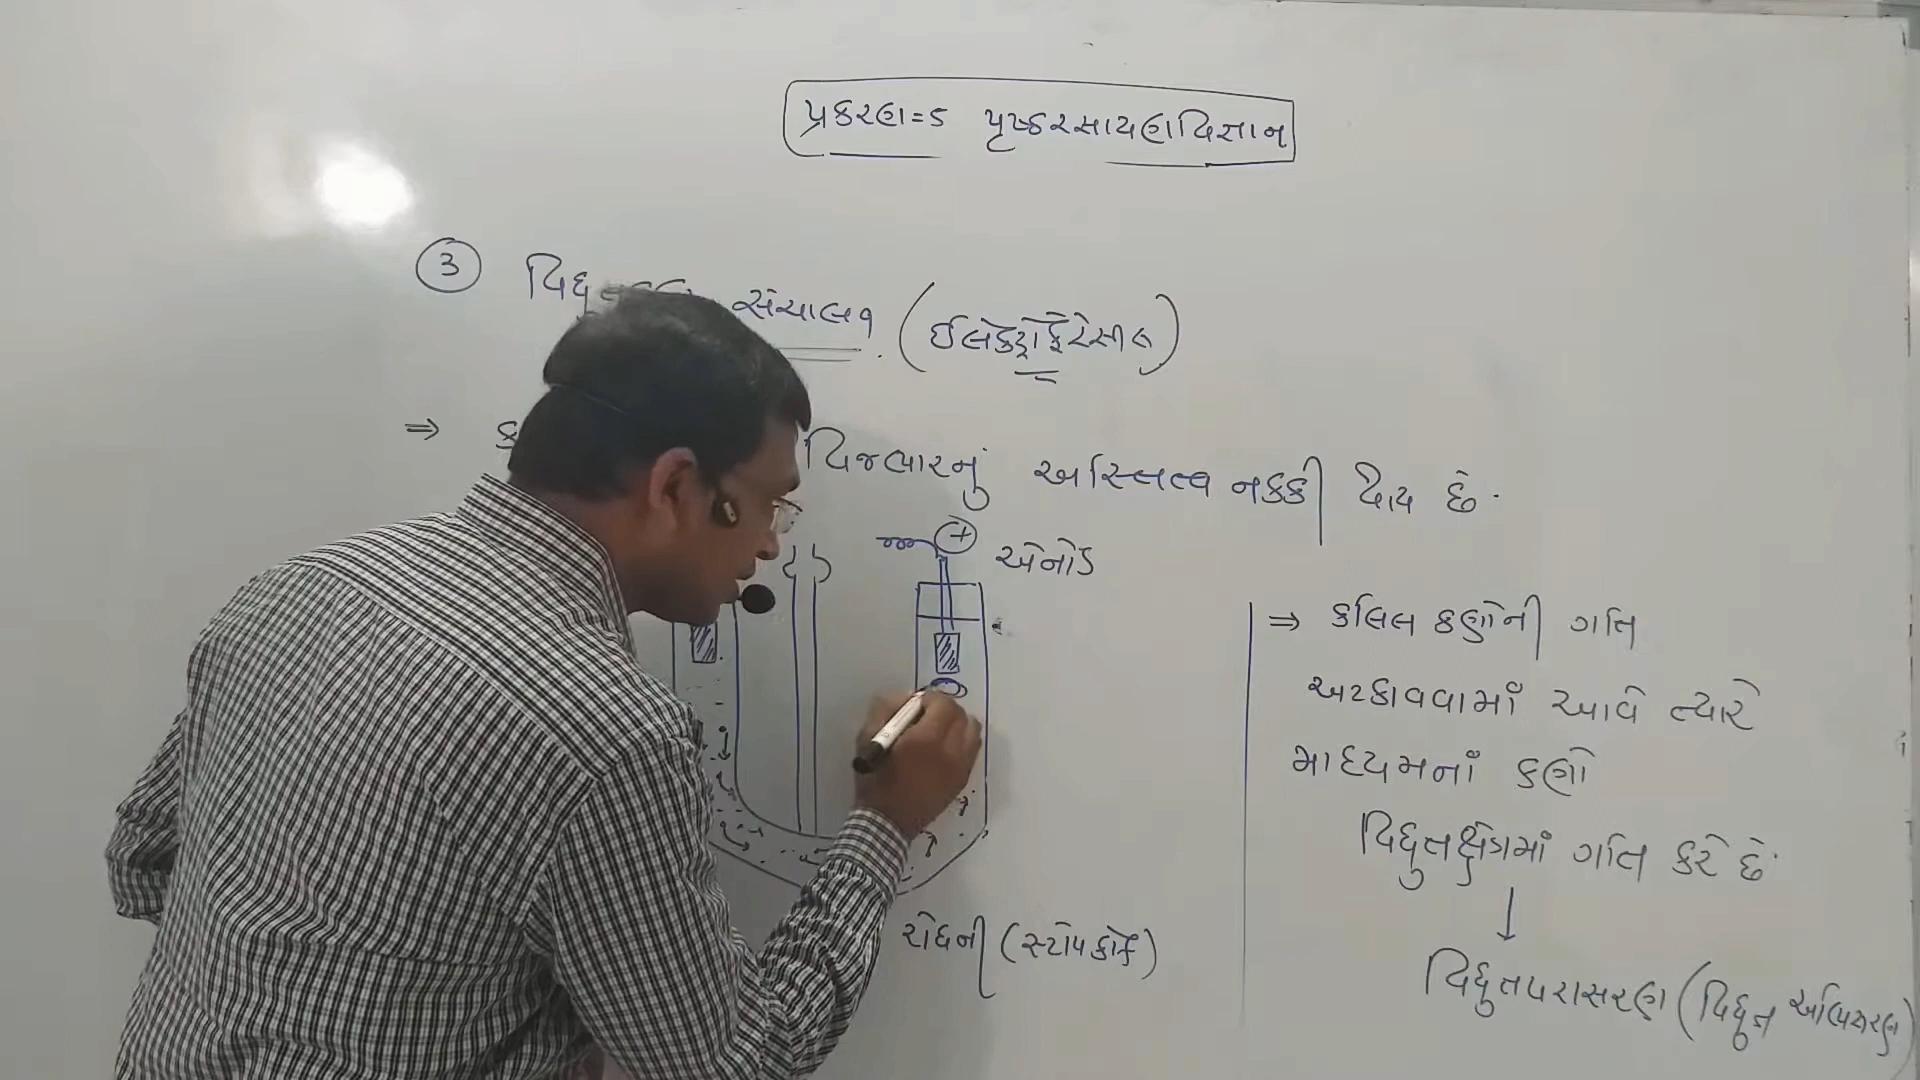 પ્રકરણ=5 પૃષ્ઠરસાયણવિજ્ઞાન
3 સંચાલન (ઈલેક્ટ્રોફેરેસીસ)
⇒ વિજભારનું અસ્તિત્વ નક્કી થાય છે.
+ એનોડ
રોધની (સ્ટોપકોર્ક)
⇒ કલિલ કણોની ગતિ
અટકાવવામાઁ આવે ત્યારે
માધ્યમનાઁ કણો
વિદ્યુતક્ષેત્રમાં ગતિ કરે છે.
↓
વિદ્યુતપરાસરણ (વિદ્યુત અભિસરણ)